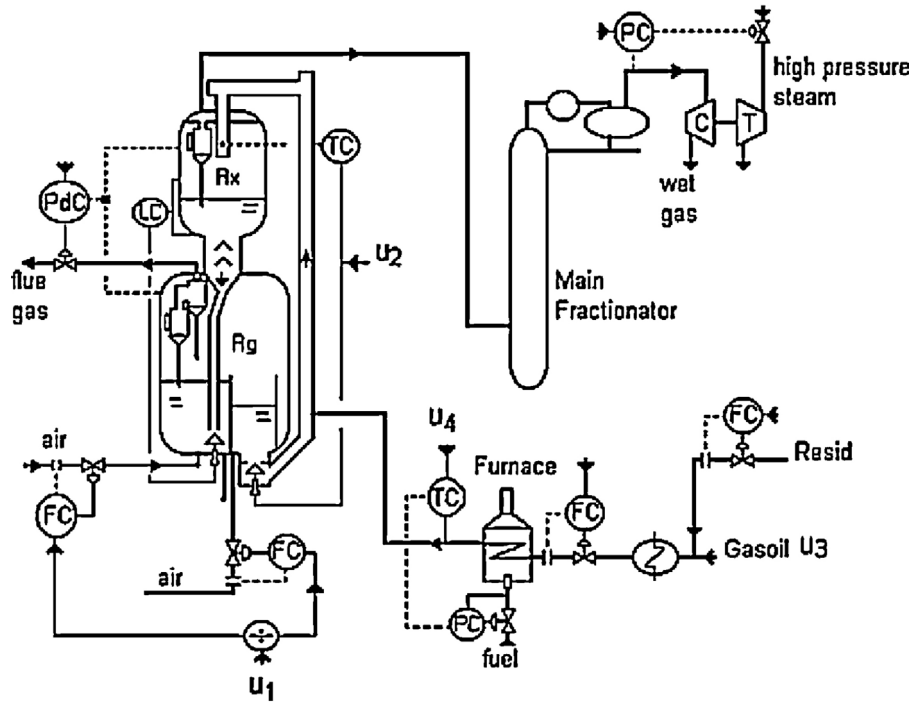 PC
high pressure
steam
C
T
TC
Rx
wet
gas
PdC
LC
u2
flue
gas
Main
Fractionator
Rg
u4
FC
air
Furnace
Resid
TC
FC
FC
Gasoil u3
FC
air
PC
fuel
÷
u1